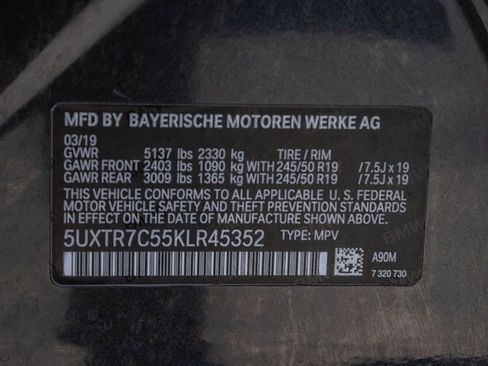 MFD BY BAYERISCHE MOTOREN WERKE AG
03/19
GVWR 5137 lbs 2330 kg TIRE / RIM
GAWR FRONT 2403 lbs 1090 kg WITH 245/50 R19 / 7.5J x 19
GAWR REAR 3009 lbs 1365 kg WITH 245/50 R19 / 7.5J x 19
THIS VEHICLE CONFORMS TO ALL APPLICABLE U. S. FEDERAL
MOTOR VEHICLE SAFETY AND THEFT PREVENTION STANDARDS
IN EFFECT ON THE DATE OF MANUFACTURE SHOWN ABOVE.
5UXTR7C55KLR45352 TYPE: MPV
A90M
7 320 730